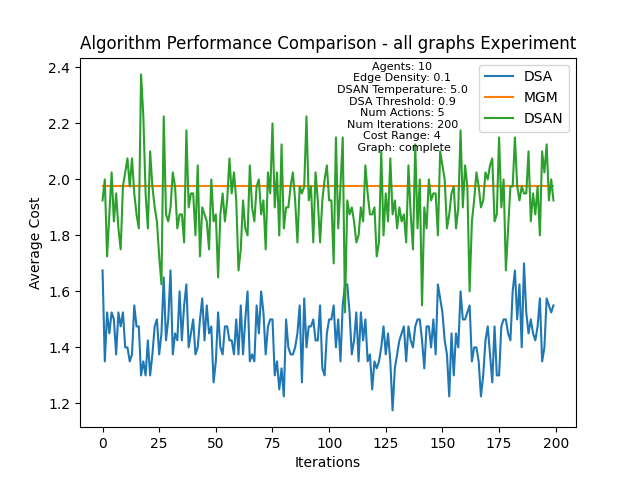 Algorithm Performance Comparison - all graphs Experiment
Agents: 10
Edge Density: 0.1
DSAN Temperature: 5.0
DSA Threshold: 0.9
Num Actions: 5
Num Iterations: 200
Cost Range: 4
Graph: complete
DSA
MGM
DSAN
Average Cost
2.4
2.2
2.0
1.8
1.6
1.4
1.2
0 25 50 75 100 125 150 175 200
Iterations